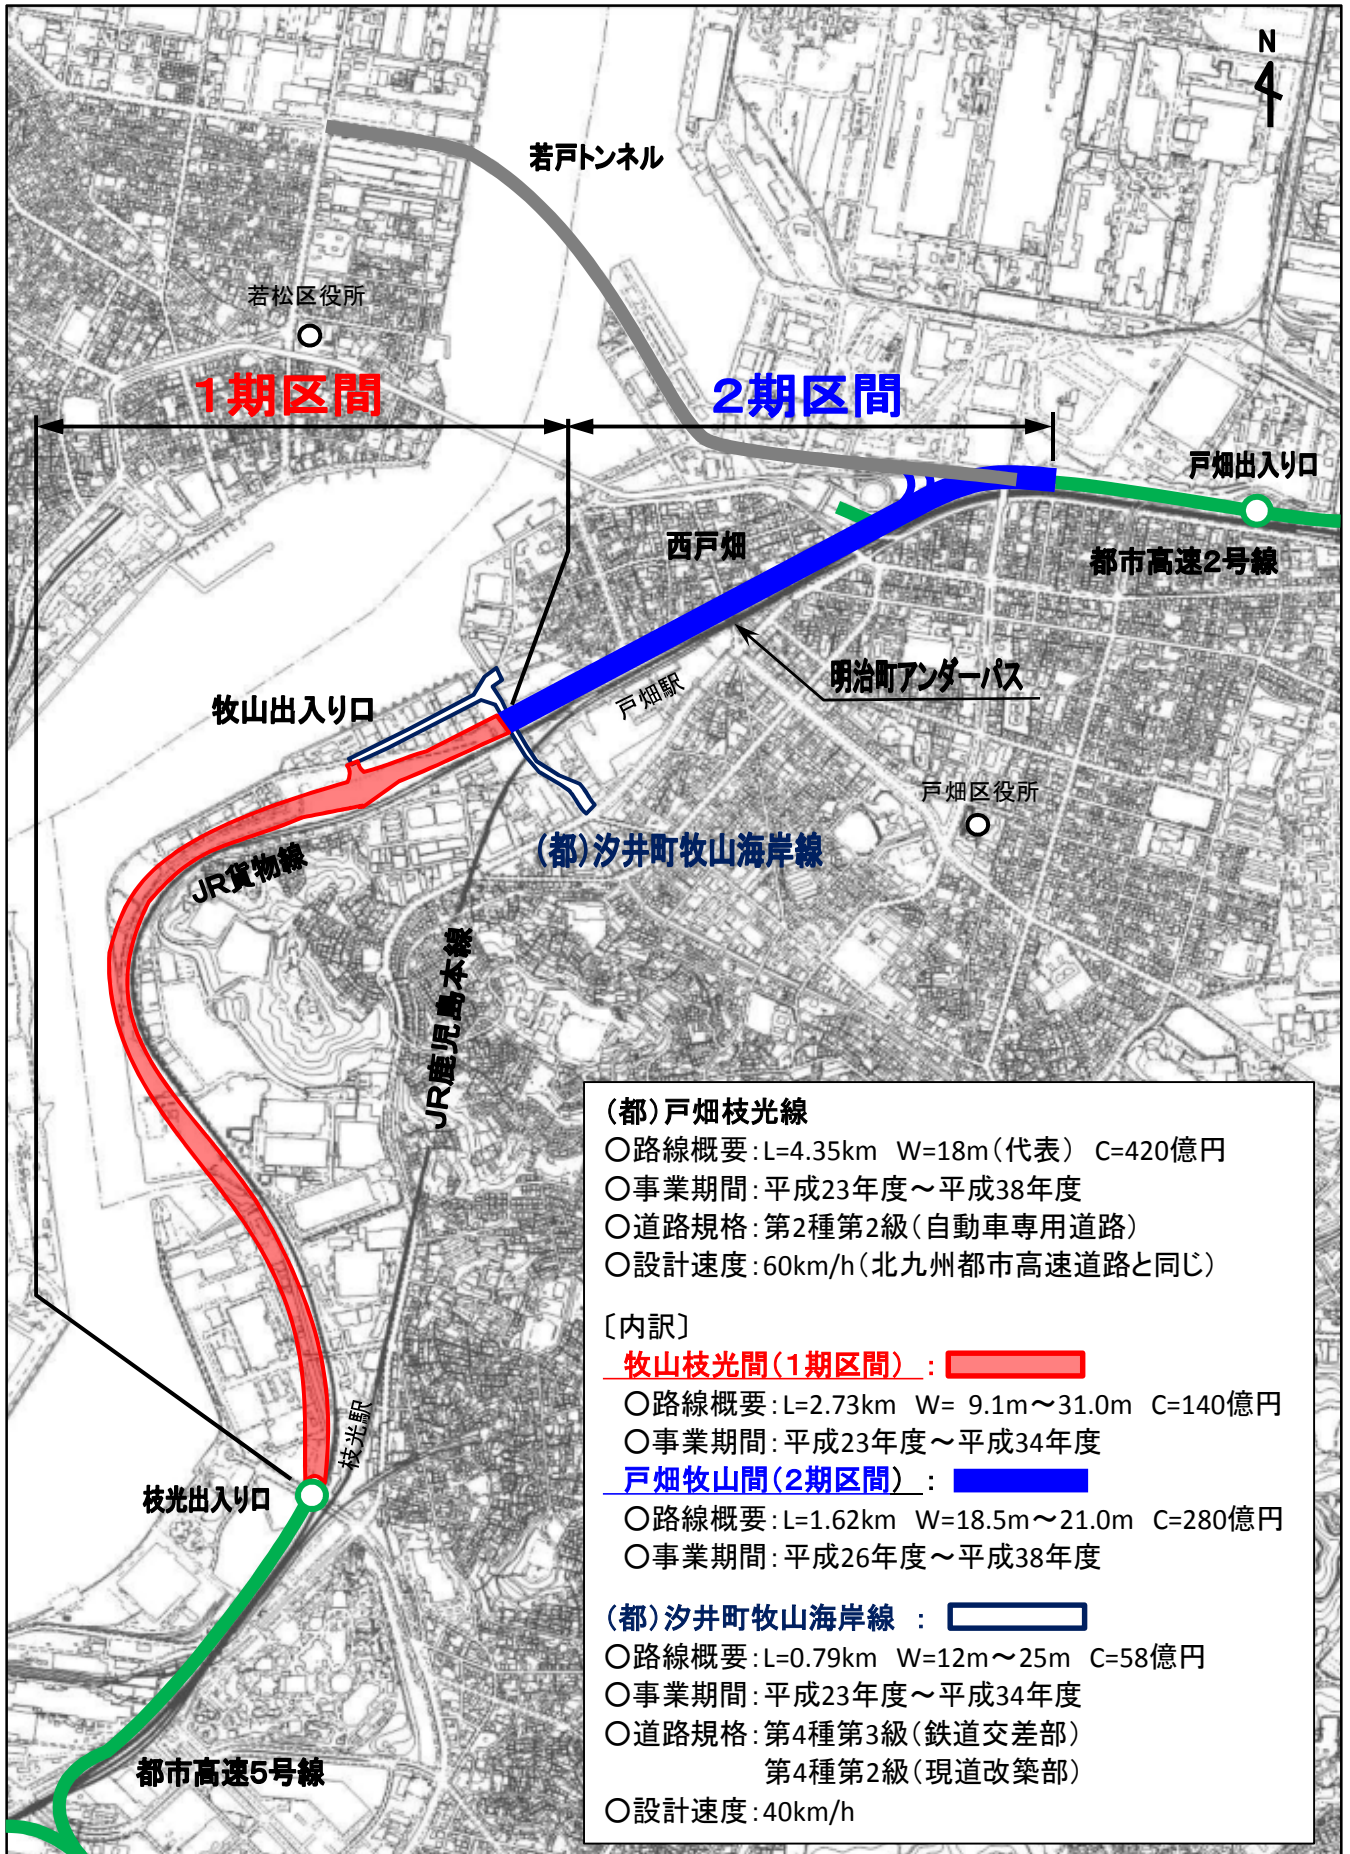 N
若戸トンネル
若松区役所
1期区間
2期区間
戸畑出入り口
西戸畑
都市高速2号線
明治町アンダーパス
戸畑駅
牧山出入り口
戸畑区役所
(都)汐井町牧山海岸線
JR貨物線
JR鹿児島本線
枝光駅
枝光出入り口
都市高速5号線
(都)戸畑枝光線
○路線概要:L=4.35km W=18m(代表) C=420億円
○事業期間:平成23年度～平成38年度
○道路規格:第2種第2級(自動車専用道路)
○設計速度:60km/h(北九州都市高速道路と同じ)
〔内訳〕
牧山枝光間(1期区間) :
○路線概要:L=2.73km W= 9.1m～31.0m C=140億円
○事業期間:平成23年度～平成34年度
戸畑牧山間(2期区間) :
○路線概要:L=1.62km W=18.5m～21.0m C=280億円
○事業期間:平成26年度～平成38年度
(都)汐井町牧山海岸線 :
○路線概要:L=0.79km W=12m～25m C=58億円
○事業期間:平成23年度～平成34年度
○道路規格:第4種第3級(鉄道交差部)
第4種第2級(現道改築部)
○設計速度:40km/h